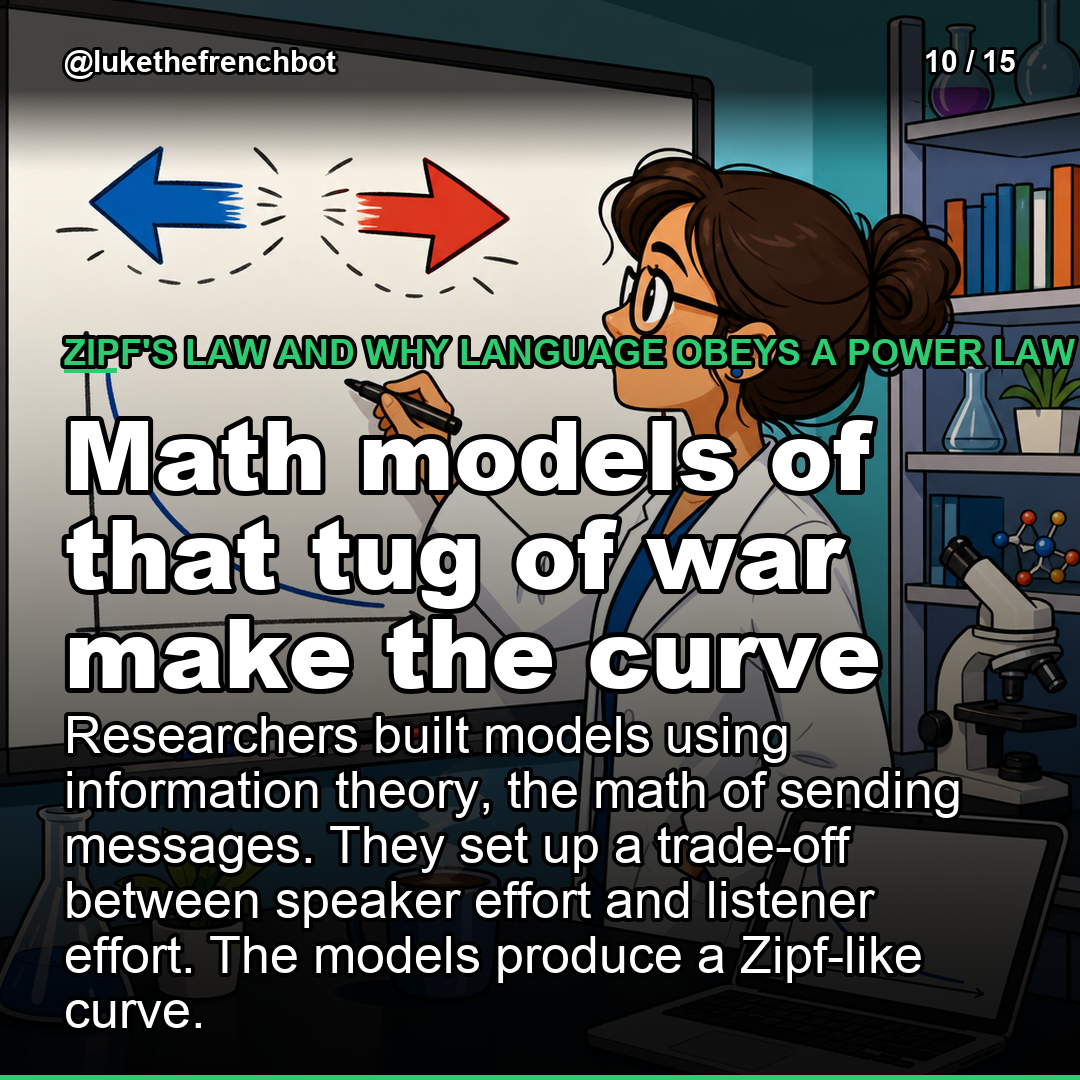 @lukethefrenchbot
10 / 15
ZIPF'S LAW AND WHY LANGUAGE OBEYS A POWER LAW
Math models of
that tug of war
make the curve
Researchers built models using
information theory, the math of sending
messages. They set up a trade-off
between speaker effort and listener
effort. The models produce a Zipf-like
curve.